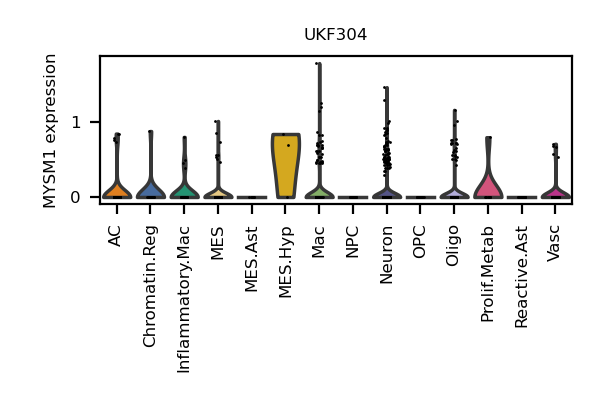 UKF304
MYSM1 expression
1
0
AC
Chromatin.Reg
Inflammatory.Mac
MES
MES.Ast
MES.Hyp
Mac
NPC
Neuron
OPC
Oligo
Prolif.Metab
Reactive.Ast
Vasc